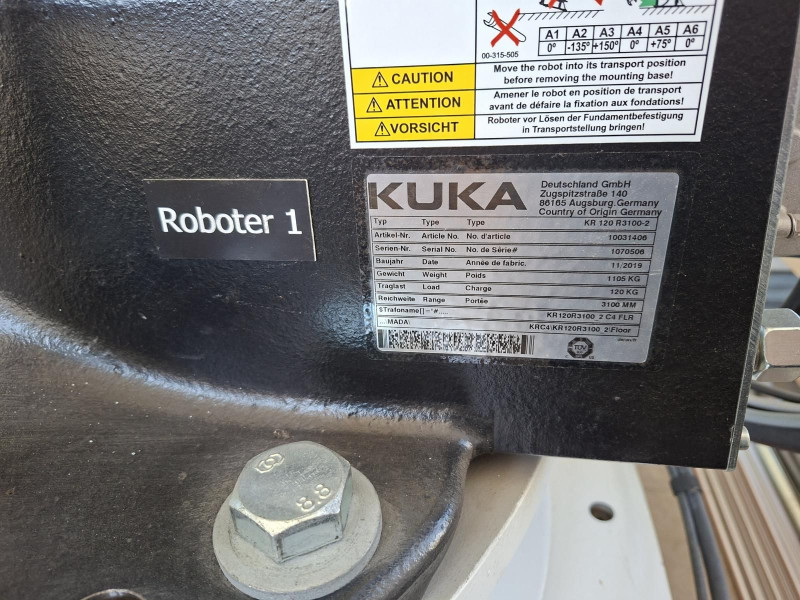 A1 A2 A3 A4 A5 A6
0° -135° +150° 0° +75° 0°
00-315-505
CAUTION
Move the robot into its transport position
before removing the mounting base!
ATTENTION
Amener le robot en position de transport
avant de défaire la fixation aux fondations!
VORSICHT
Roboter vor Lösen der Fundamentbefestigung
in Transportstellung bringen!
Roboter 1
KUKA
Deutschland GmbH
Zugspitzstraße 140
86165 Augsburg.Germany
Country of Origin Germany
Typ Type Type KR 120 R3100-2
Artikel-Nr. Article No. No. d'article 10031406
Serien-Nr. Serial No. No. de Série# 1070506
Baujahr Date Année de fabric. 11/2019
Gewicht Weight Poids 1105 KG
Traglast Load Charge 120 KG
Reichweite Range Portée 3100 MM
$Trafoname[]="#..... KR120R3100_2 C4 FLR
...\MADA\ KRC4\KR120R3100_2\Floor
TÜV
8.8